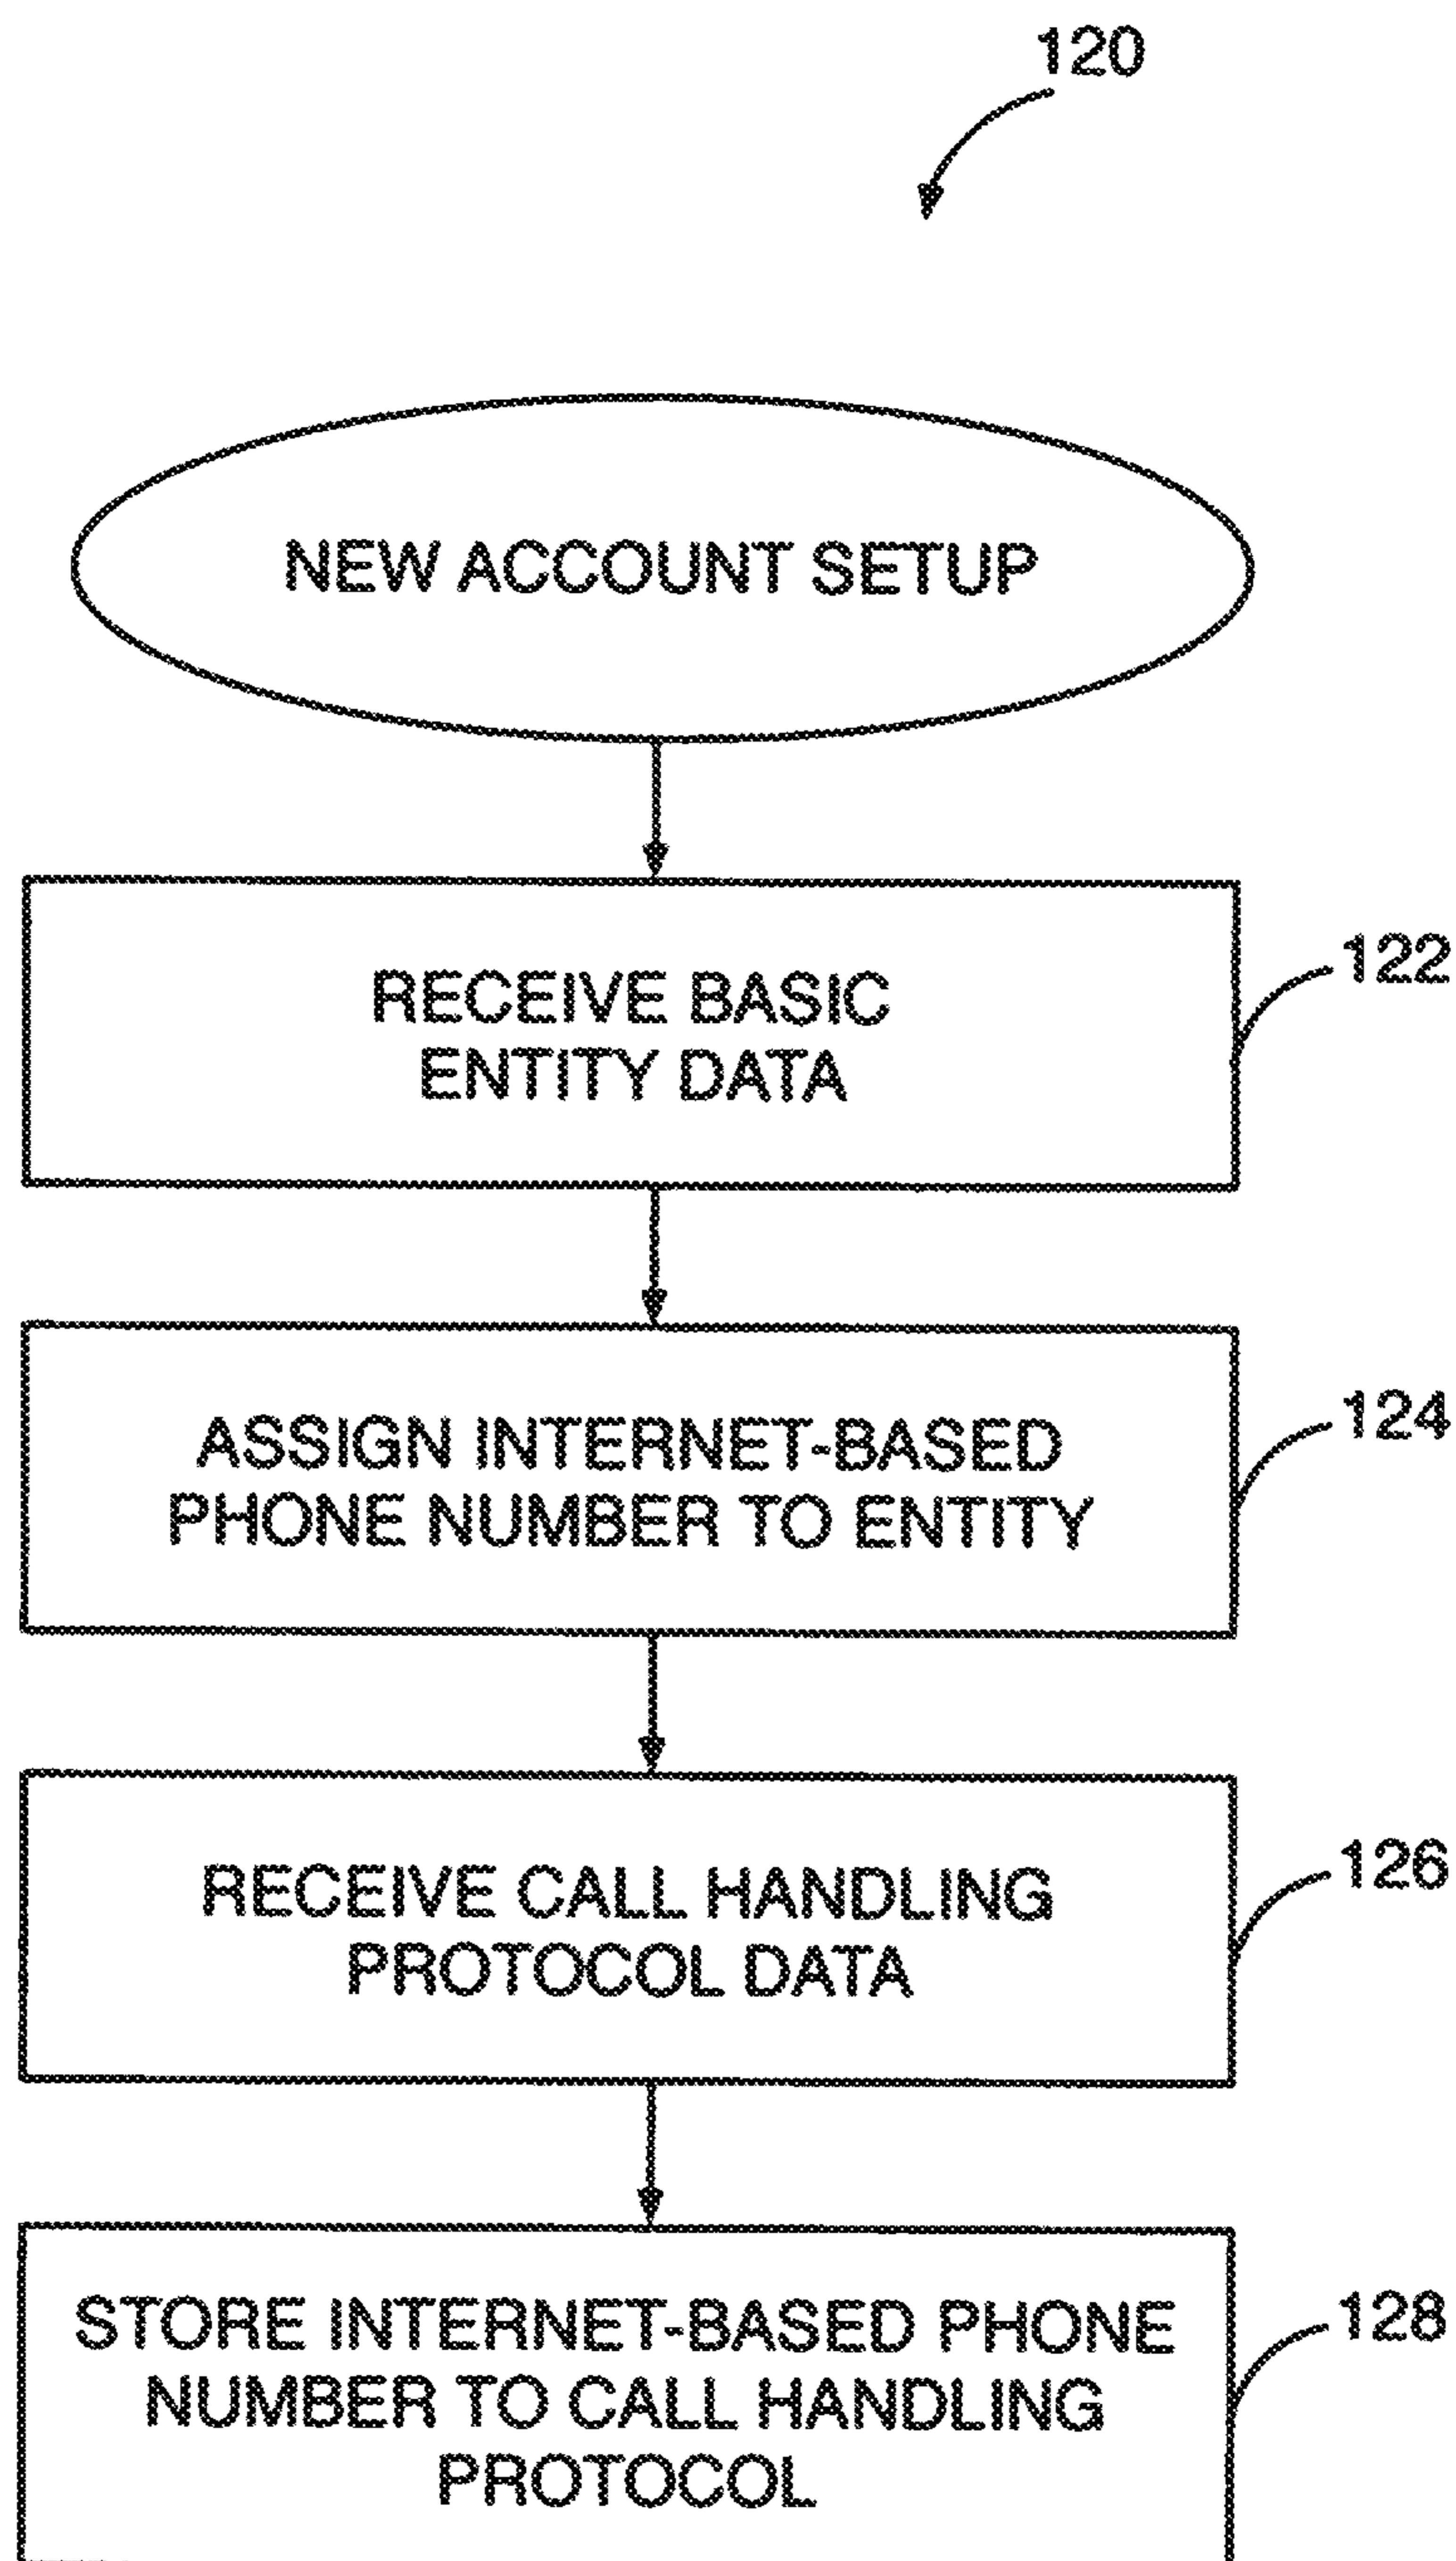 120
NEW ACCOUNT SETUP
RECEIVE BASIC
ENTITY DATA
122
ASSIGN INTERNET-BASED
PHONE NUMBER TO ENTITY
124
RECEIVE CALL HANDLING
PROTOCOL DATA
126
STORE INTERNET-BASED PHONE
NUMBER TO CALL HANDLING
PROTOCOL
128